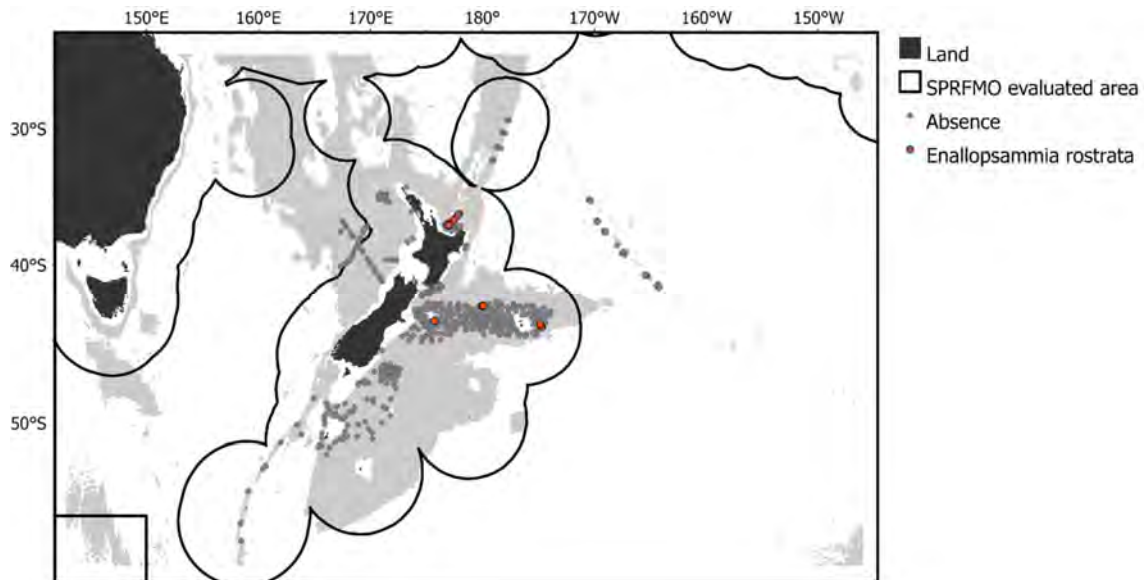 150°E 160°E 170°E 180° 170°W 160°W 150°W
30°S
40°S
50°S
Land
SPRFMO evaluated area
Absence
Enallopsammia rostrata